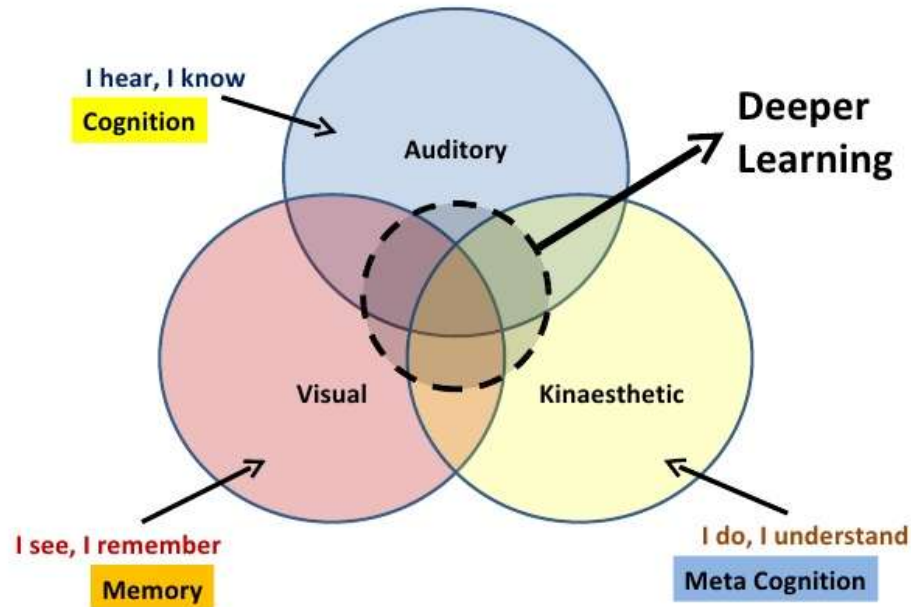 I hear, I know
Cognition
Auditory
Deeper
Learning
Visual
Kinaesthetic
I see, I remember
Memory
I do, I understand
Meta Cognition